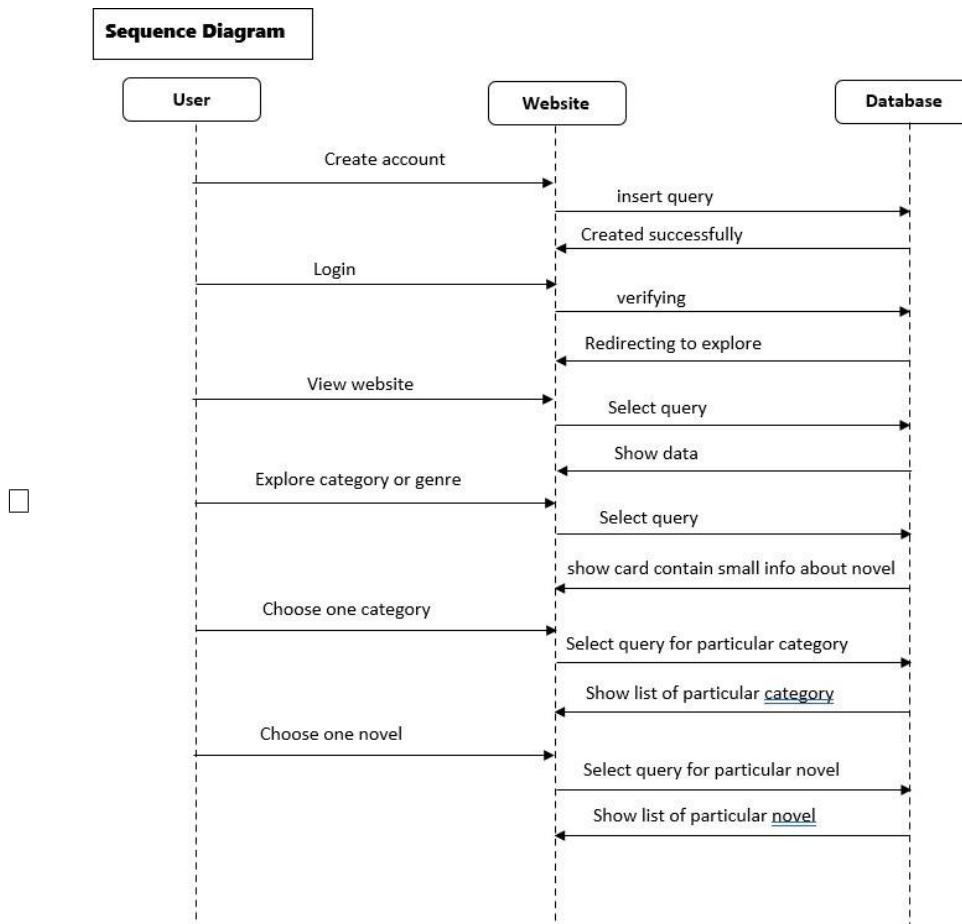 Sequence Diagram
User
Website
Database
Create account
insert query
Created successfully
Login
verifying
Redirecting to explore
View website
Select query
Show data
Explore category or genre
Select query
show card contain small info about novel
Choose one category
Select query for particular category
Show list of particular category
Choose one novel
Select query for particular novel
Show list of particular novel